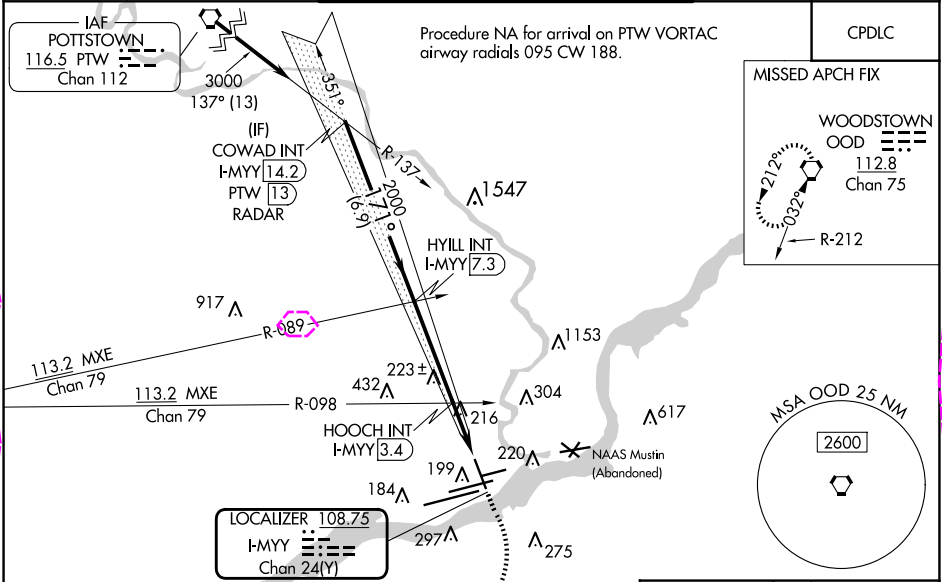 IAF
POTTSTOWN
116.5 PTW
Chan 112
3000
137° (13)
Procedure NA for arrival on PTW VORTAC
airway radials 095 CW 188.
CPDLC
MISSED APCH FIX
WOODSTOWN
OOD
112.8
Chan 75
212°
032°
R-212
351°
(IF)
COWAD INT
I-MYY 14.2
PTW 13
RADAR
R-137
2000
171°
(6.9)
1547
HYILL INT
I-MYY 7.3
917
R-089
113.2 MXE
Chan 79
1153
223 ±
432
304
113.2 MXE
Chan 79
R-098
216
617
HOOCH INT
I-MYY 3.4
220
NAAS Mustin
(Abandoned)
199
184
MSA OOD 25 NM
2600
LOCALIZER 108.75
I-MYY
Chan 24(Y)
297
275